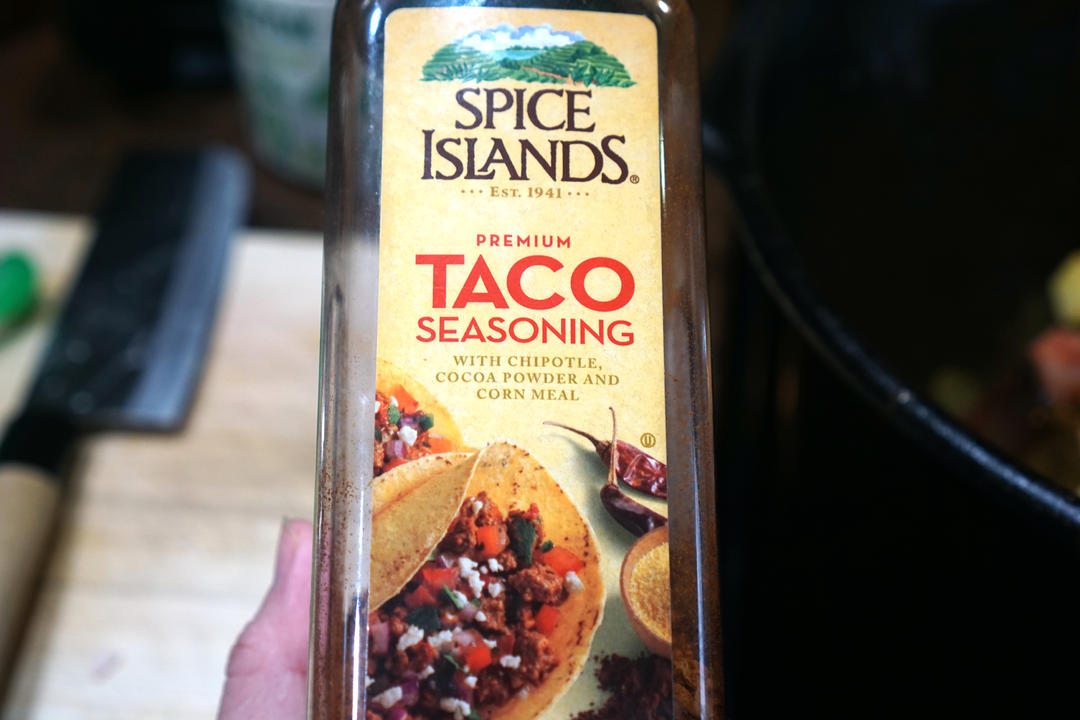 SPICE
ISLANDS®
··· EST. 1941 ···
PREMIUM
TACO
SEASONING
WITH CHIPOTLE,
COCOA POWDER AND
CORN MEAL
U